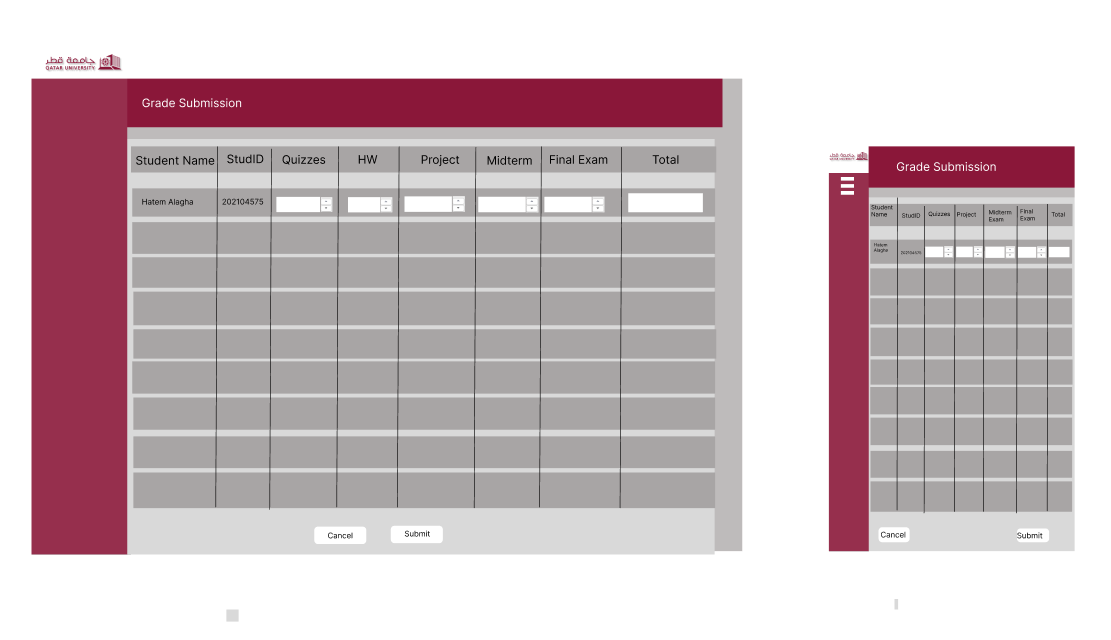 جامعة قطر
QATAR UNIVERSITY
Grade Submission
Student Name StudID Quizzes HW Project Midterm Final Exam Total
Hatem Alagha 202104575
Cancel Submit
جامعة قطر
QATAR UNIVERSITY
Grade Submission
Student Name StudID Quizzes Project Midterm Exam Final Exam Total
Hatem Alagha 202104575
Cancel Submit